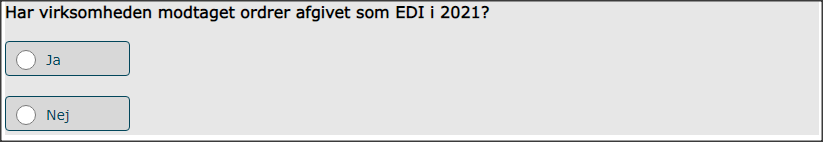 Har virksomheden modtaget ordrer afgivet som EDI i 2021?
Ja
Nej